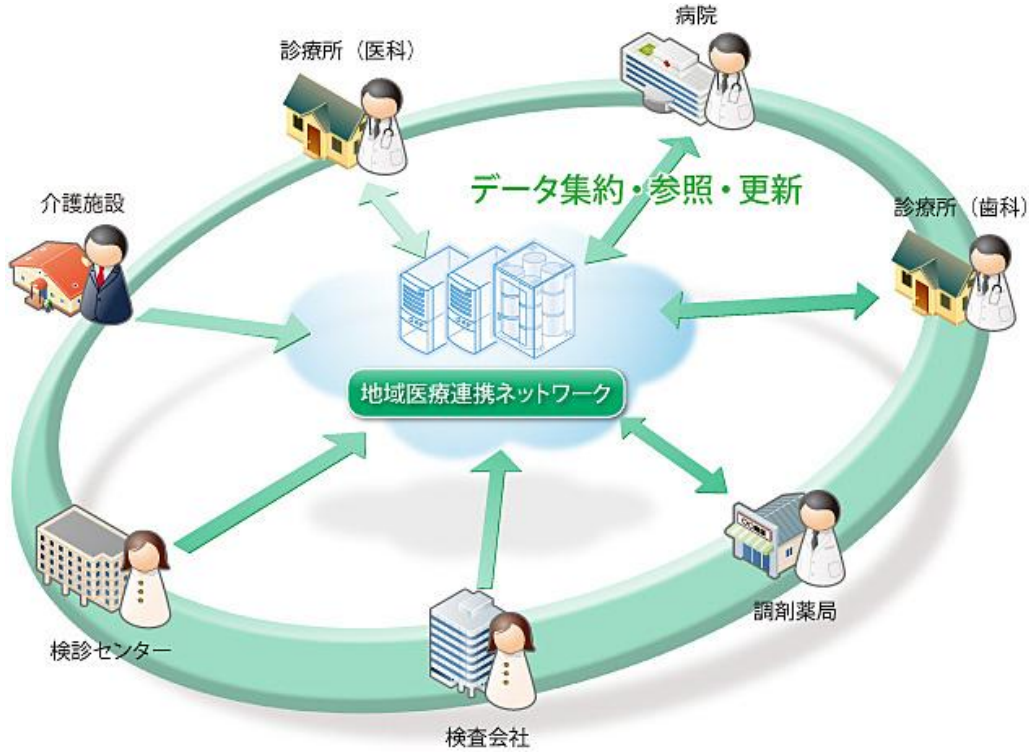 病院
診療所（医科）
データ集約・参照・更新
介護施設
診療所（歯科）
地域医療連携ネットワーク
調剤薬局
検診センター
検査会社